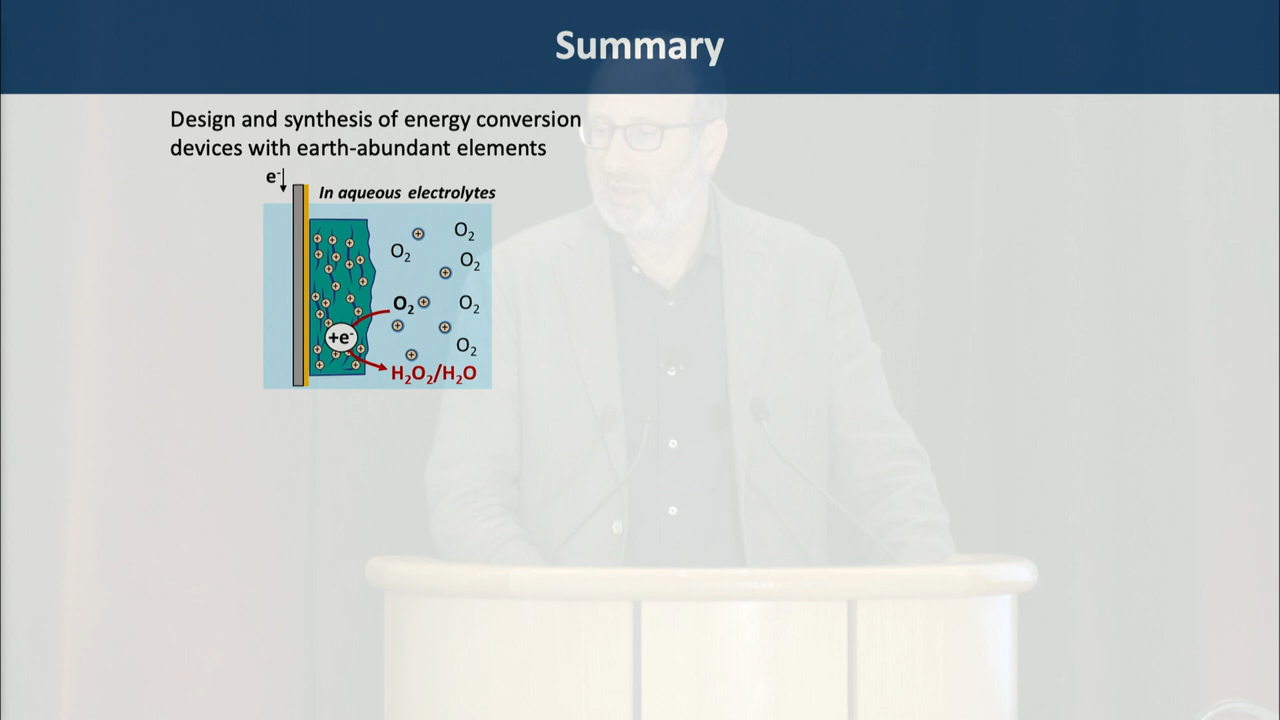 Summary
Design and synthesis of energy conversion
devices with earth-abundant elements
e⁻
In aqueous electrolytes
O₂
O₂
O₂
O₂
O₂
+e⁻
O₂
H₂O₂/H₂O